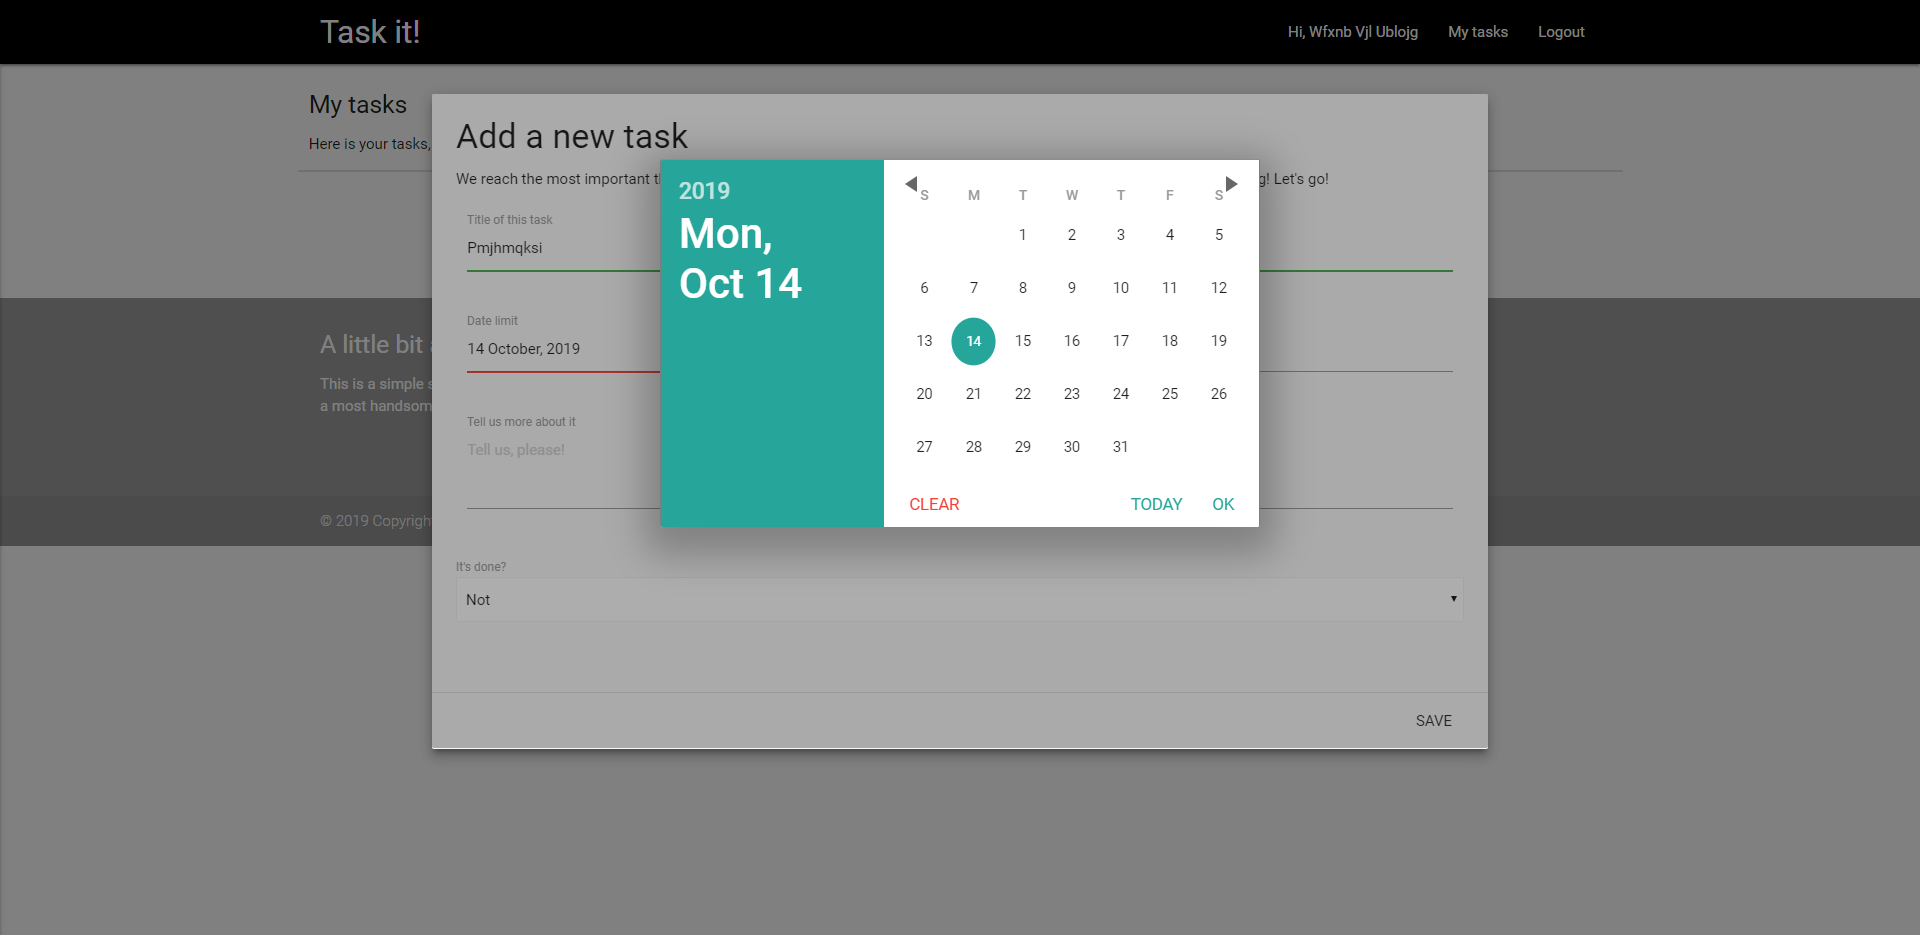 Task it!
Hi, Wfxnb Vjl Ublojg My tasks Logout
My tasks
Here is your tasks,
Add a new task
We reach the most important
Let's go!
Title of this task
Pmjhmqksi
Date limit
14 October, 2019
Tell us more about it
Tell us, please!
It's done?
Not
SAVE
2019
Mon,
Oct 14
S M T W T F S
1 2 3 4 5
6 7 8 9 10 11 12
13 14 15 16 17 18 19
20 21 22 23 24 25 26
27 28 29 30 31
CLEAR TODAY OK
A little bit
This is a simple
a most
© 2019